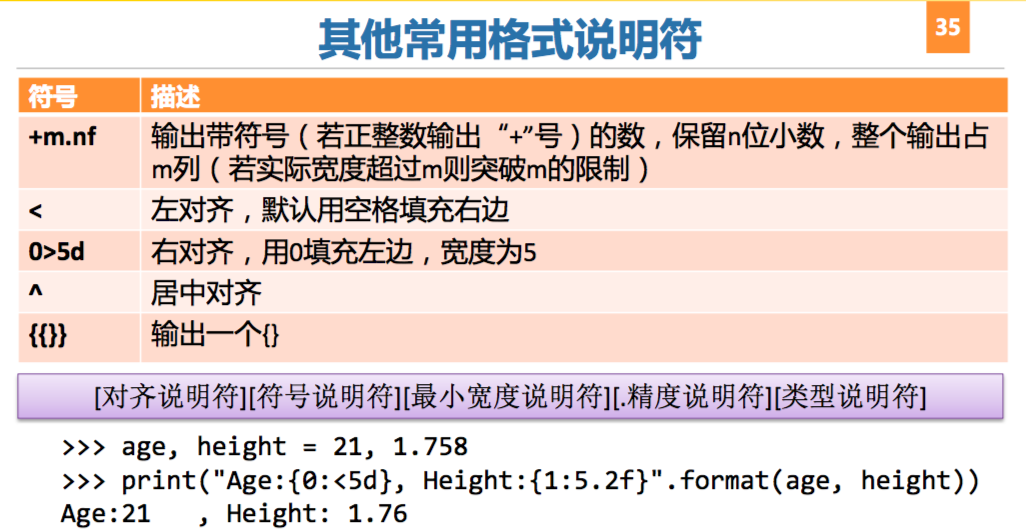 其他常用格式说明符
35
符号 描述
+m.nf 输出带符号（若正整数输出“+”号）的数，保留n位小数，整个输出占
m列（若实际宽度超过m则突破m的限制）
< 左对齐，默认用空格填充右边
0>5d 右对齐，用0填充左边，宽度为5
^ 居中对齐
{{}} 输出一个{}
[对齐说明符][符号说明符][最小宽度说明符][.精度说明符][类型说明符]
>>> age, height = 21, 1.758
>>> print("Age:{0:<5d}, Height:{1:5.2f}".format(age, height))
Age:21   , Height: 1.76